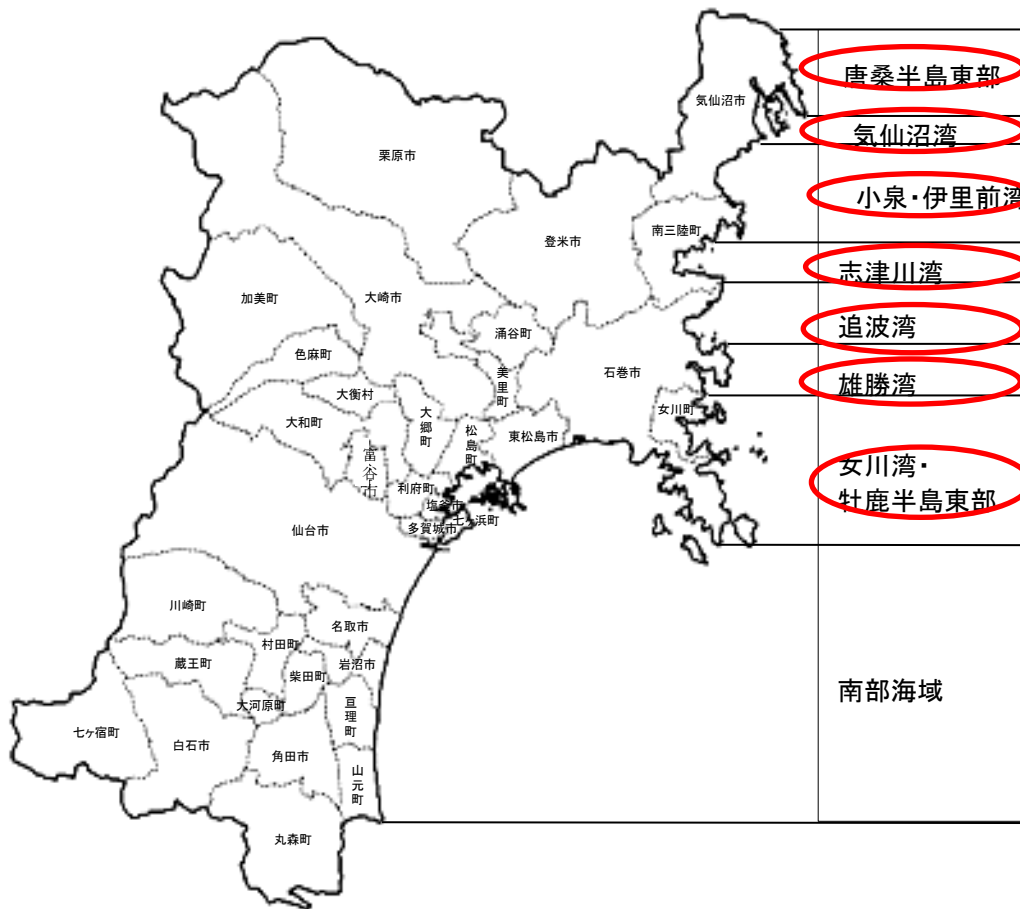 唐桑半島東部
気仙沼市
気仙沼湾
栗原市
小泉・伊里前湾
登米市
南三陸町
志津川湾
加美町
大崎市
追波湾
涌谷町
色麻町
美里町
石巻市
雄勝湾
大衡村
大郷町
女川町
大和町
松島町
東松島市
富谷市
女川湾・
牡鹿半島東部
利府町
塩釜市
七ヶ浜町
多賀城市
仙台市
川崎町
名取市
村田町
蔵王町
岩沼市
柴田町
南部海域
大河原町
亘理町
七ヶ宿町
白石市
角田市
山元町
丸森町